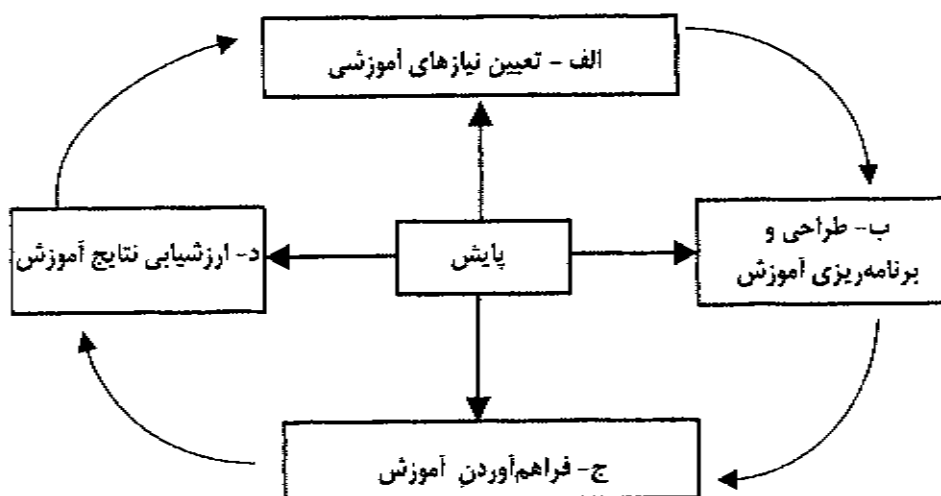 الف - تعیین نیازهای آموزشی
ب- طراحی و
برنامه‌ریزی آموزش
پایش
د- ارزشیابی نتایج آموزش
ج- فراهم‌آوردنِ آموزش